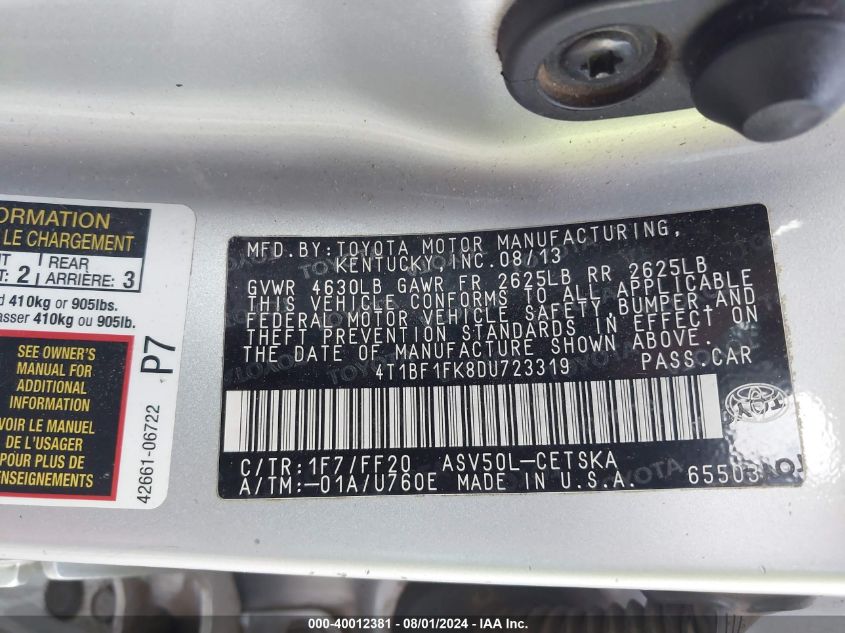 ORMATION
LE CHARGEMENT
2 REAR
ARRIÈRE: 3
410kg or 905lbs.
asser 410kg ou 905lb.
SEE OWNER'S
MANUAL FOR
ADDITIONAL
INFORMATION
VOIR LE MANUEL
DE L'USAGER
POUR PLUS DE
RENSEIGNEMENTS
P7
42661-06722
MFD.BY:TOYOTA MOTOR MANUFACTURING,
KENTUCKY,INC.08/13
GVWR 4630LB GAWR FR 2625LB RR 2625LB
THIS VEHICLE CONFORMS TO ALL APPLICABLE
FEDERAL MOTOR VEHICLE SAFETY,BUMPER,AND
THEFT PREVENTION STANDARDS IN EFFECT ON
THE DATE OF MANUFACTURE SHOWN ABOVE.
4T1BF1FK8DU723319 PASS.CAR
C/TR:1F7/FF20 ASV50L-CETSKA
A/TM:-01A/U760E MADE IN U.S.A. 65503
000-40012381 - 08/01/2024 - IAA Inc.